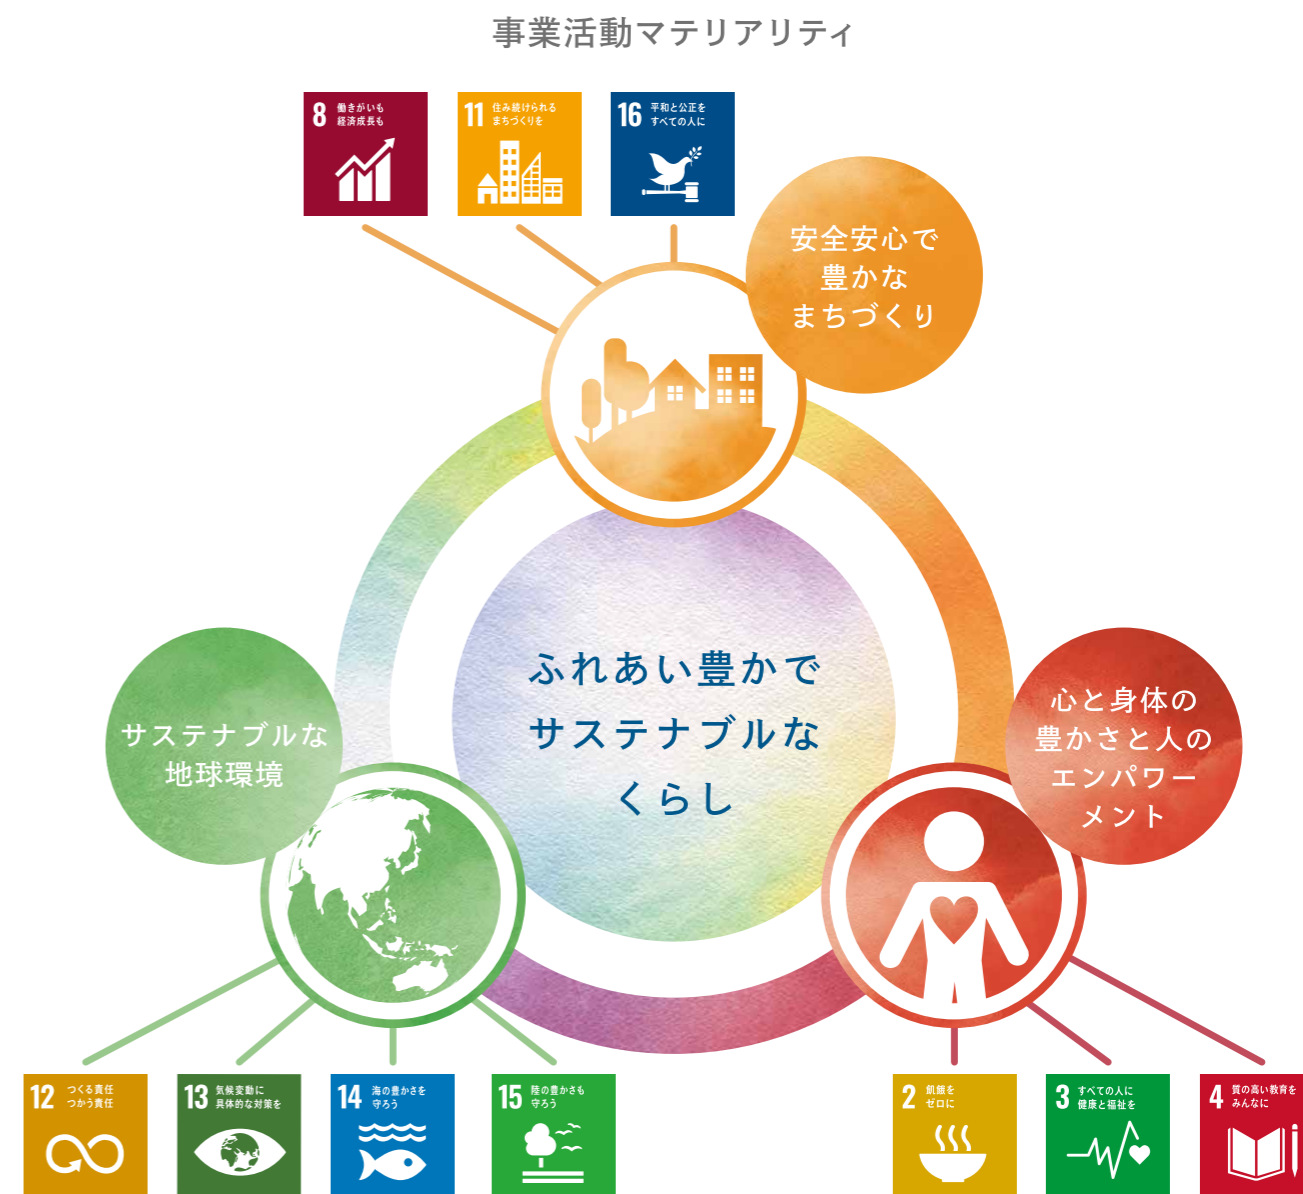 事業活動マテリアリティ
8 働きがいも
経済成長も
11 住み続けられる
まちづくりを
16 平和と公正を
すべての人に
安全安心で
豊かな
まちづくり
ふれあい豊かで
サステナブルな
くらし
サステナブルな
地球環境
心と身体の
豊かさと人の
エンパワー
メント
12 つくる責任
つかう責任
13 気候変動に
具体的な対策を
14 海の豊かさを
守ろう
15 陸の豊かさも
守ろう
2 飢餓を
ゼロに
3 すべての人に
健康と福祉を
4 質の高い教育を
みんなに